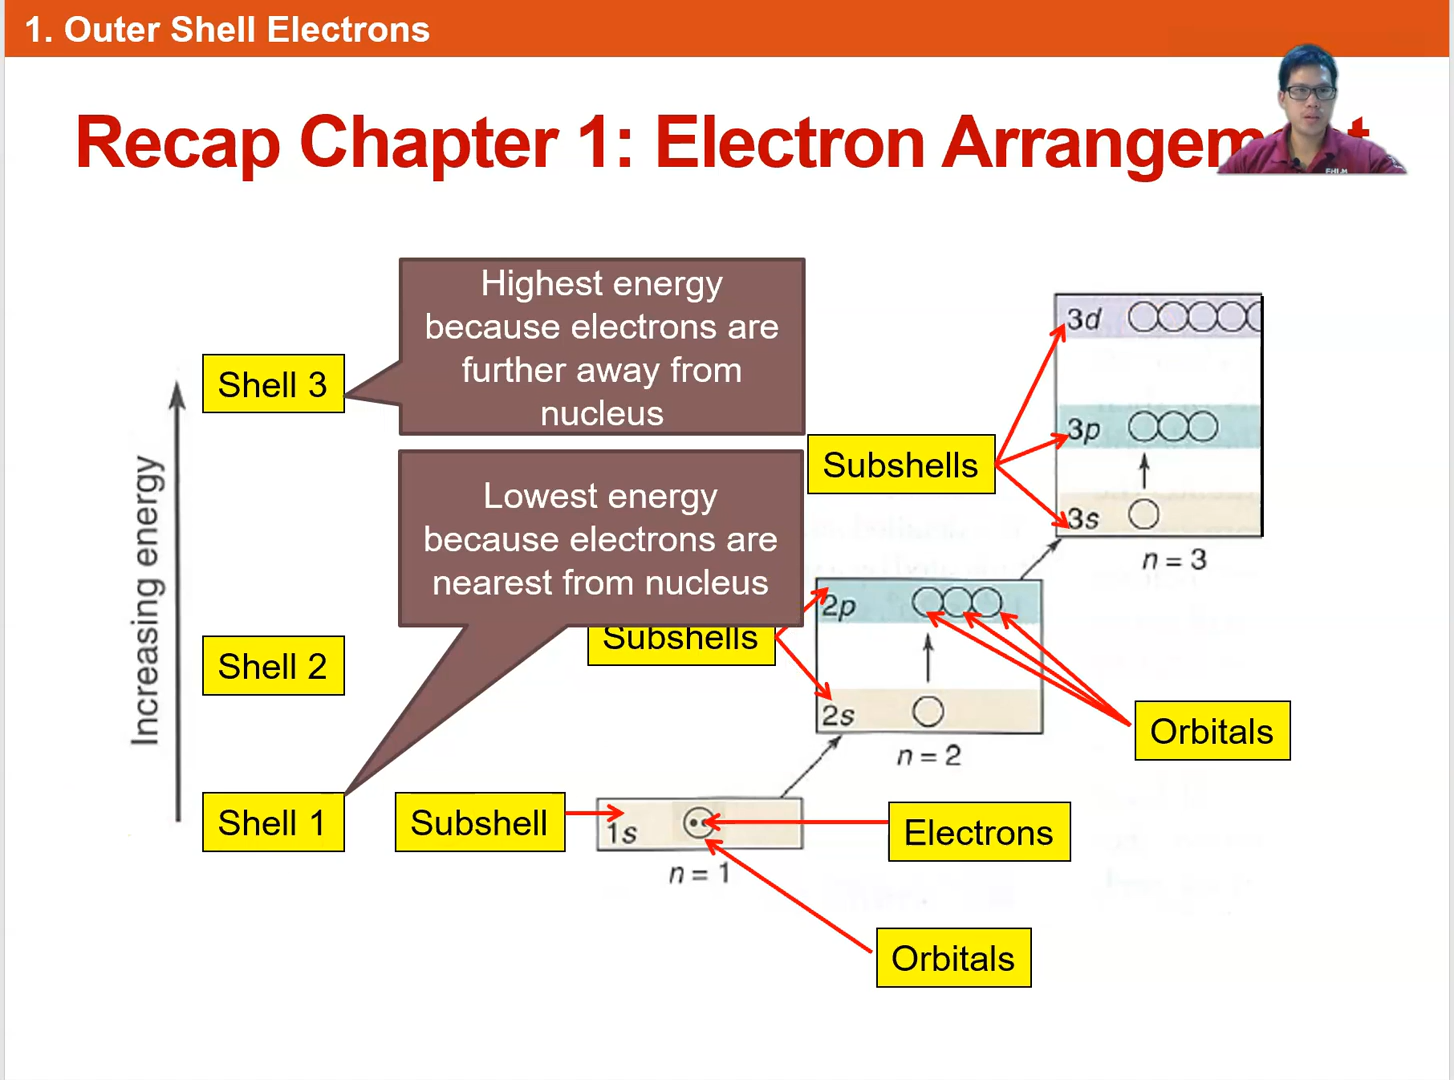 1. Outer Shell Electrons
Recap Chapter 1: Electron Arrangem t
Highest energy
because electrons are
further away from
nucleus
Shell 3
3d
3p
Subshells
3s
n = 3
Lowest energy
because electrons are
nearest from nucleus
Increasing energy
2p
Subshells
Shell 2
2s
Orbitals
n = 2
Shell 1
Subshell
1s
Electrons
n = 1
Orbitals